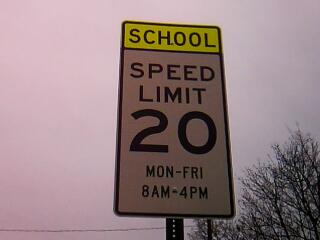 SCHOOL
SPEED
LIMIT
20
MON-FRI
8AM-4PM